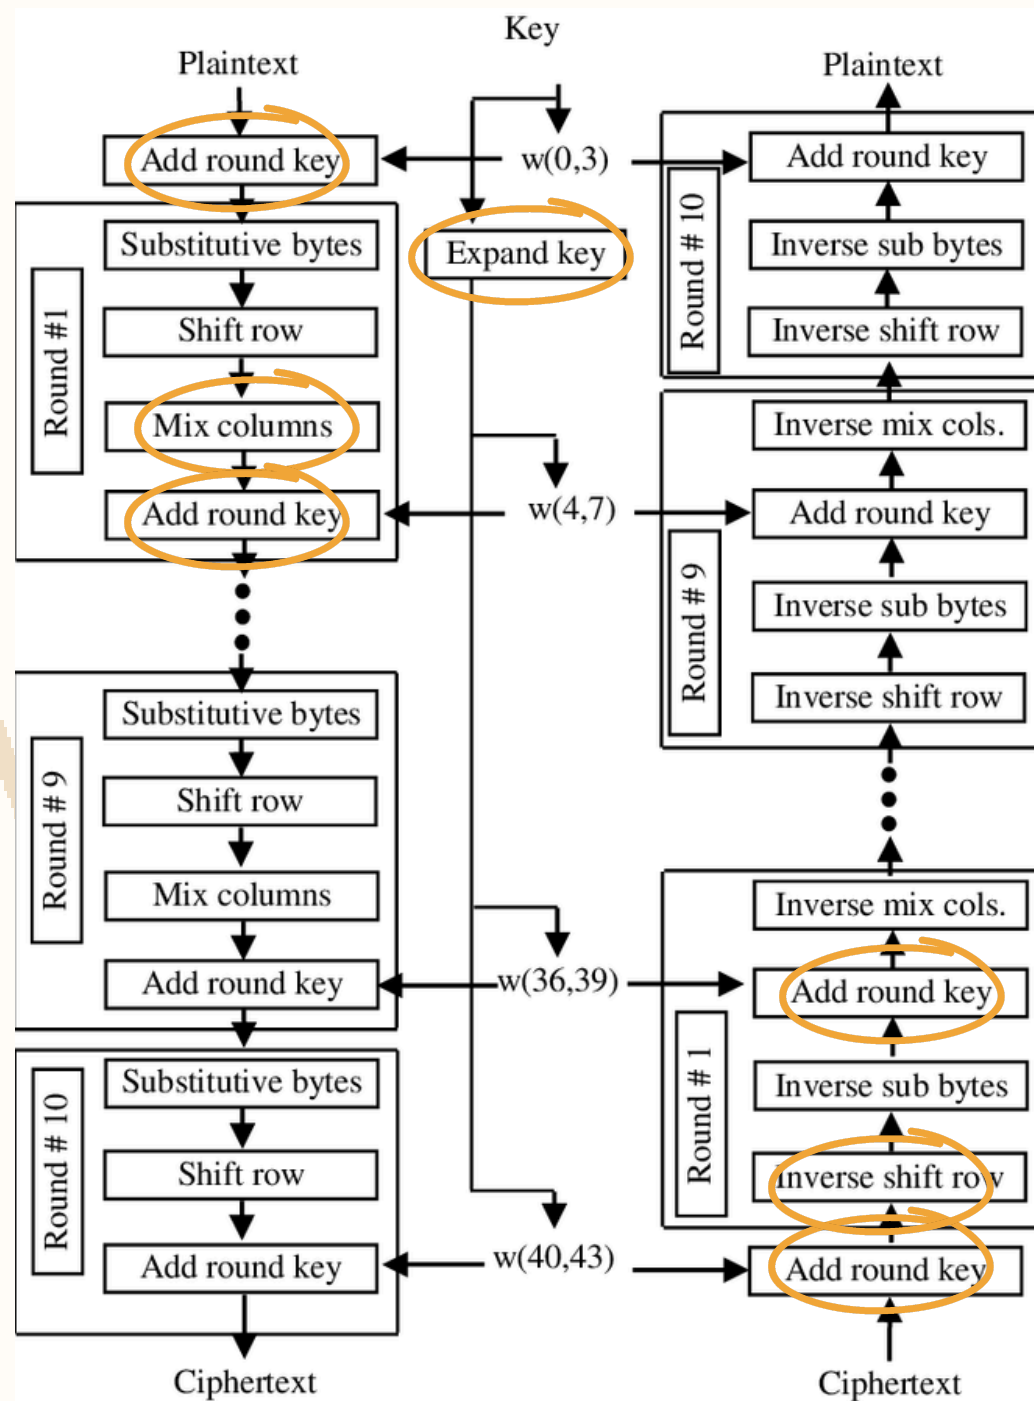 Key
Plaintext
Add round key
Round #1
Substitutive bytes
Shift row
Mix columns
Add round key
Round # 9
Substitutive bytes
Shift row
Mix columns
Add round key
Round # 10
Substitutive bytes
Shift row
Add round key
Ciphertext
w(0,3)
Expand key
w(4,7)
w(36,39)
w(40,43)
Plaintext
Round # 10
Add round key
Inverse sub bytes
Inverse shift row
Round # 9
Inverse mix cols.
Add round key
Inverse sub bytes
Inverse shift row
Round # 1
Inverse mix cols.
Add round key
Inverse sub bytes
Inverse shift row
Add round key
Ciphertext